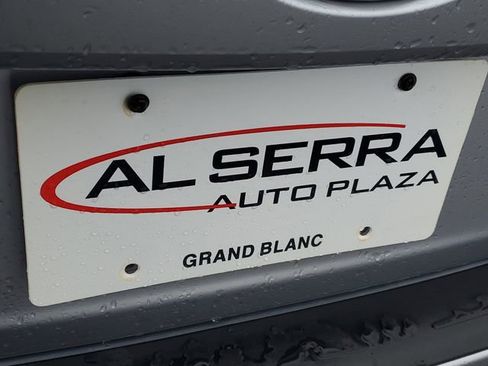 AL SERRA
AUTO PLAZA
GRAND BLANC